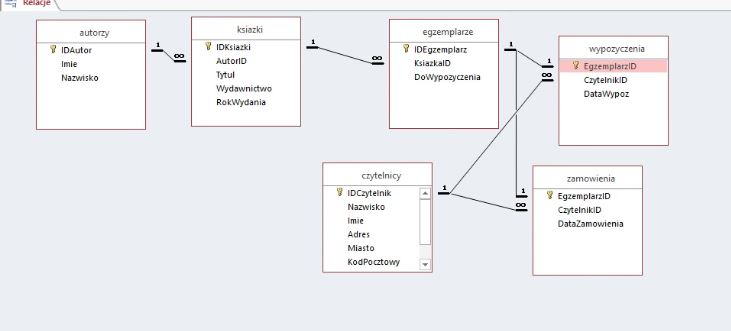 Relacje
autorzy
IDAutor
Imie
Nazwisko
1
∞
ksiazki
IDKsiazki
AutorID
Tytul
Wydawnictwo
RokWydania
1
∞
egzemplarze
IDEgzemplarz
KsiazkaID
DoWypozyczenia
1
1
∞
wypozyczenia
EgzemplarzID
CzytelnikID
DataWypoz
czytelnicy
IDCzytelnik
Nazwisko
Imie
Adres
Miasto
KodPocztowy
1
1
∞
zamowienia
EgzemplarzID
CzytelnikID
DataZamowienia